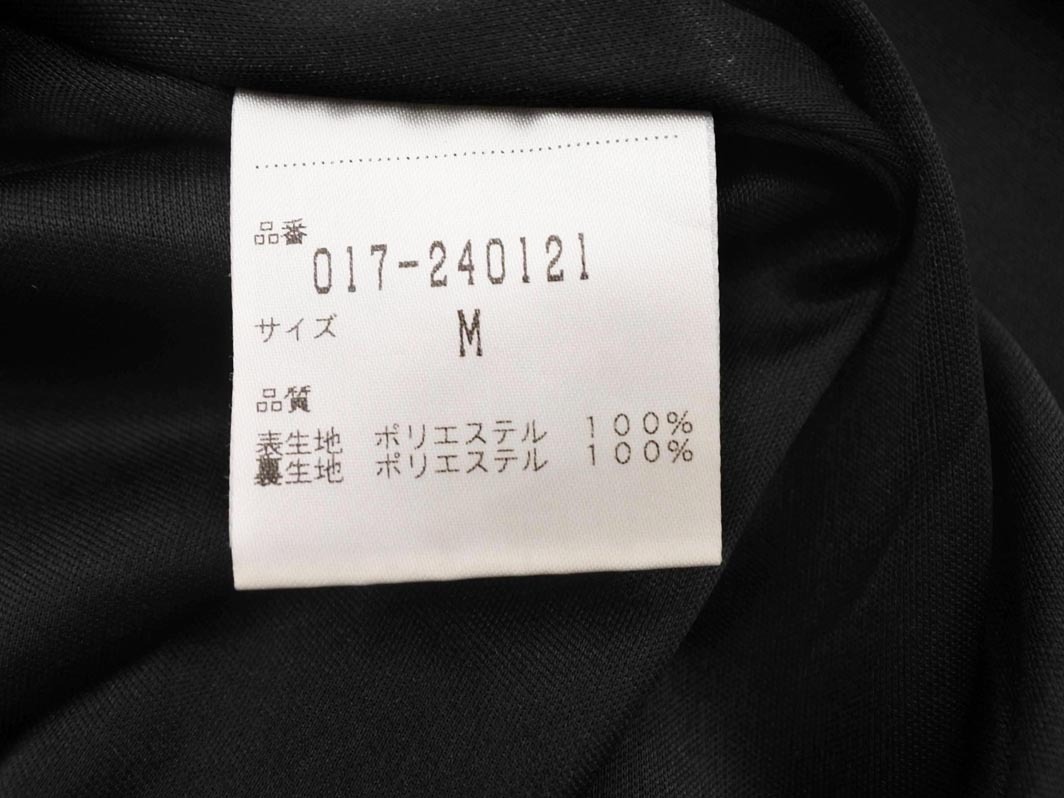 品番
017-240121
サイズ M
品質
表生地 ポリエステル 100%
裏生地 ポリエステル 100%